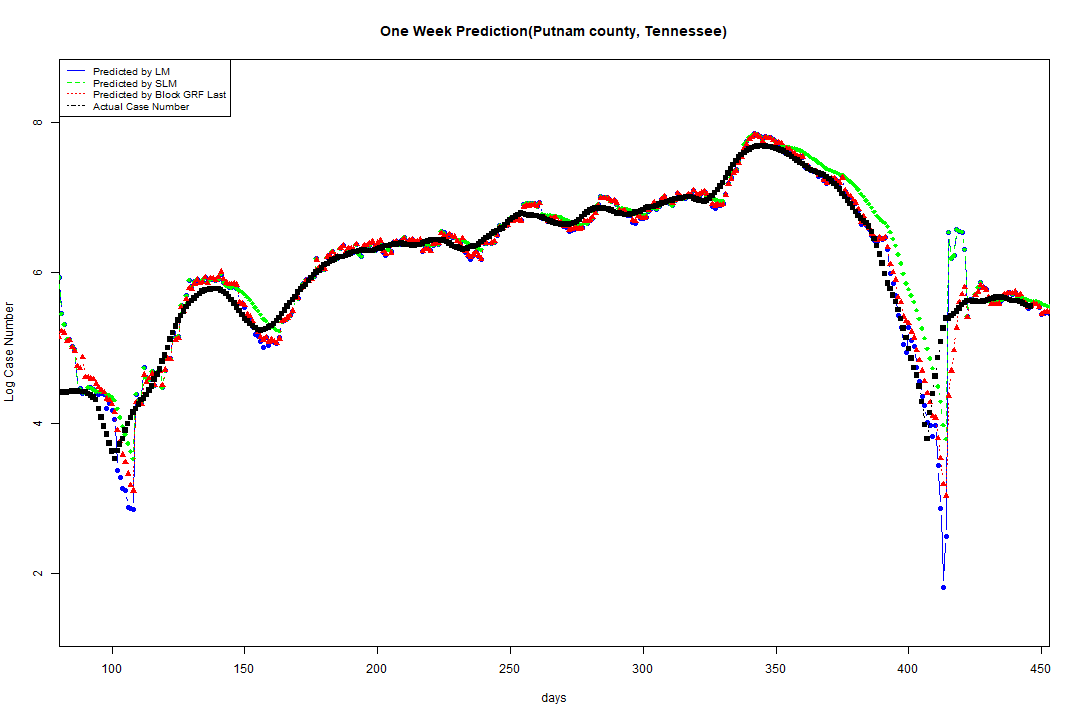 One Week Prediction(Putnam county, Tennessee)
Predicted by LM
Predicted by SLM
Predicted by Block GRF Last
Actual Case Number
8
6
4
2
Log Case Number
100 150 200 250 300 350 400 450
days